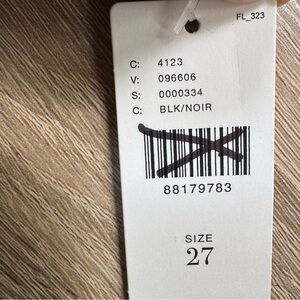 FL_323
C: 4123
V: 096606
S: 0000334
C: BLK/NOIR
88179783
SIZE
27